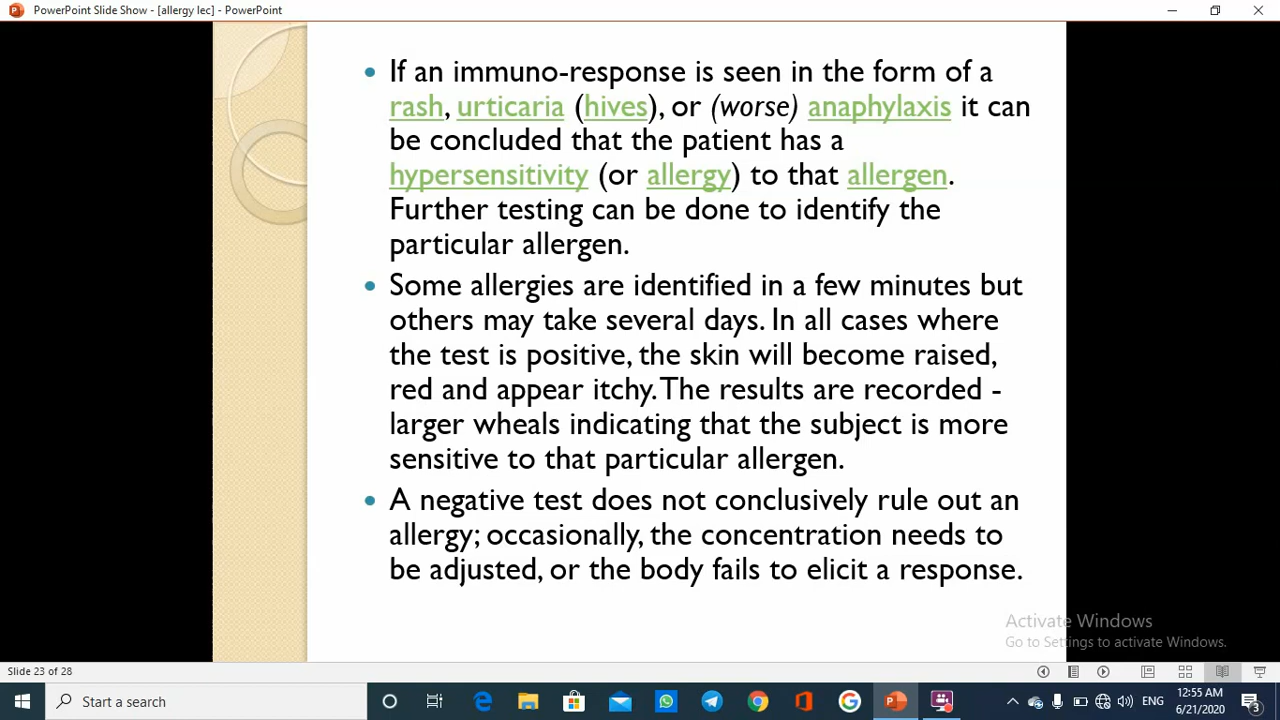 PowerPoint Slide Show - [allergy lec] - PowerPoint
If an immuno-response is seen in the form of a
rash, urticaria (hives), or (worse) anaphylaxis it can
be concluded that the patient has a
hypersensitivity (or allergy) to that allergen.
Further testing can be done to identify the
particular allergen.
Some allergies are identified in a few minutes but
others may take several days. In all cases where
the test is positive, the skin will become raised,
red and appear itchy. The results are recorded -
larger wheals indicating that the subject is more
sensitive to that particular allergen.
A negative test does not conclusively rule out an
allergy; occasionally, the concentration needs to
be adjusted, or the body fails to elicit a response.
Activate Windows
Go to Settings to activate Windows.
Slide 23 of 28
Start a search
ENG
12:55 AM
6/21/2020
3